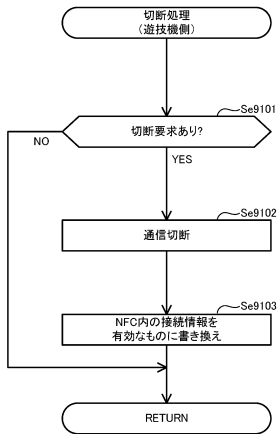 切断処理
(遊技機側)
Se9101
切断要求あり?
NO
YES
Se9102
通信切断
Se9103
NFC内の接続情報を
有効なものに書き換え
RETURN